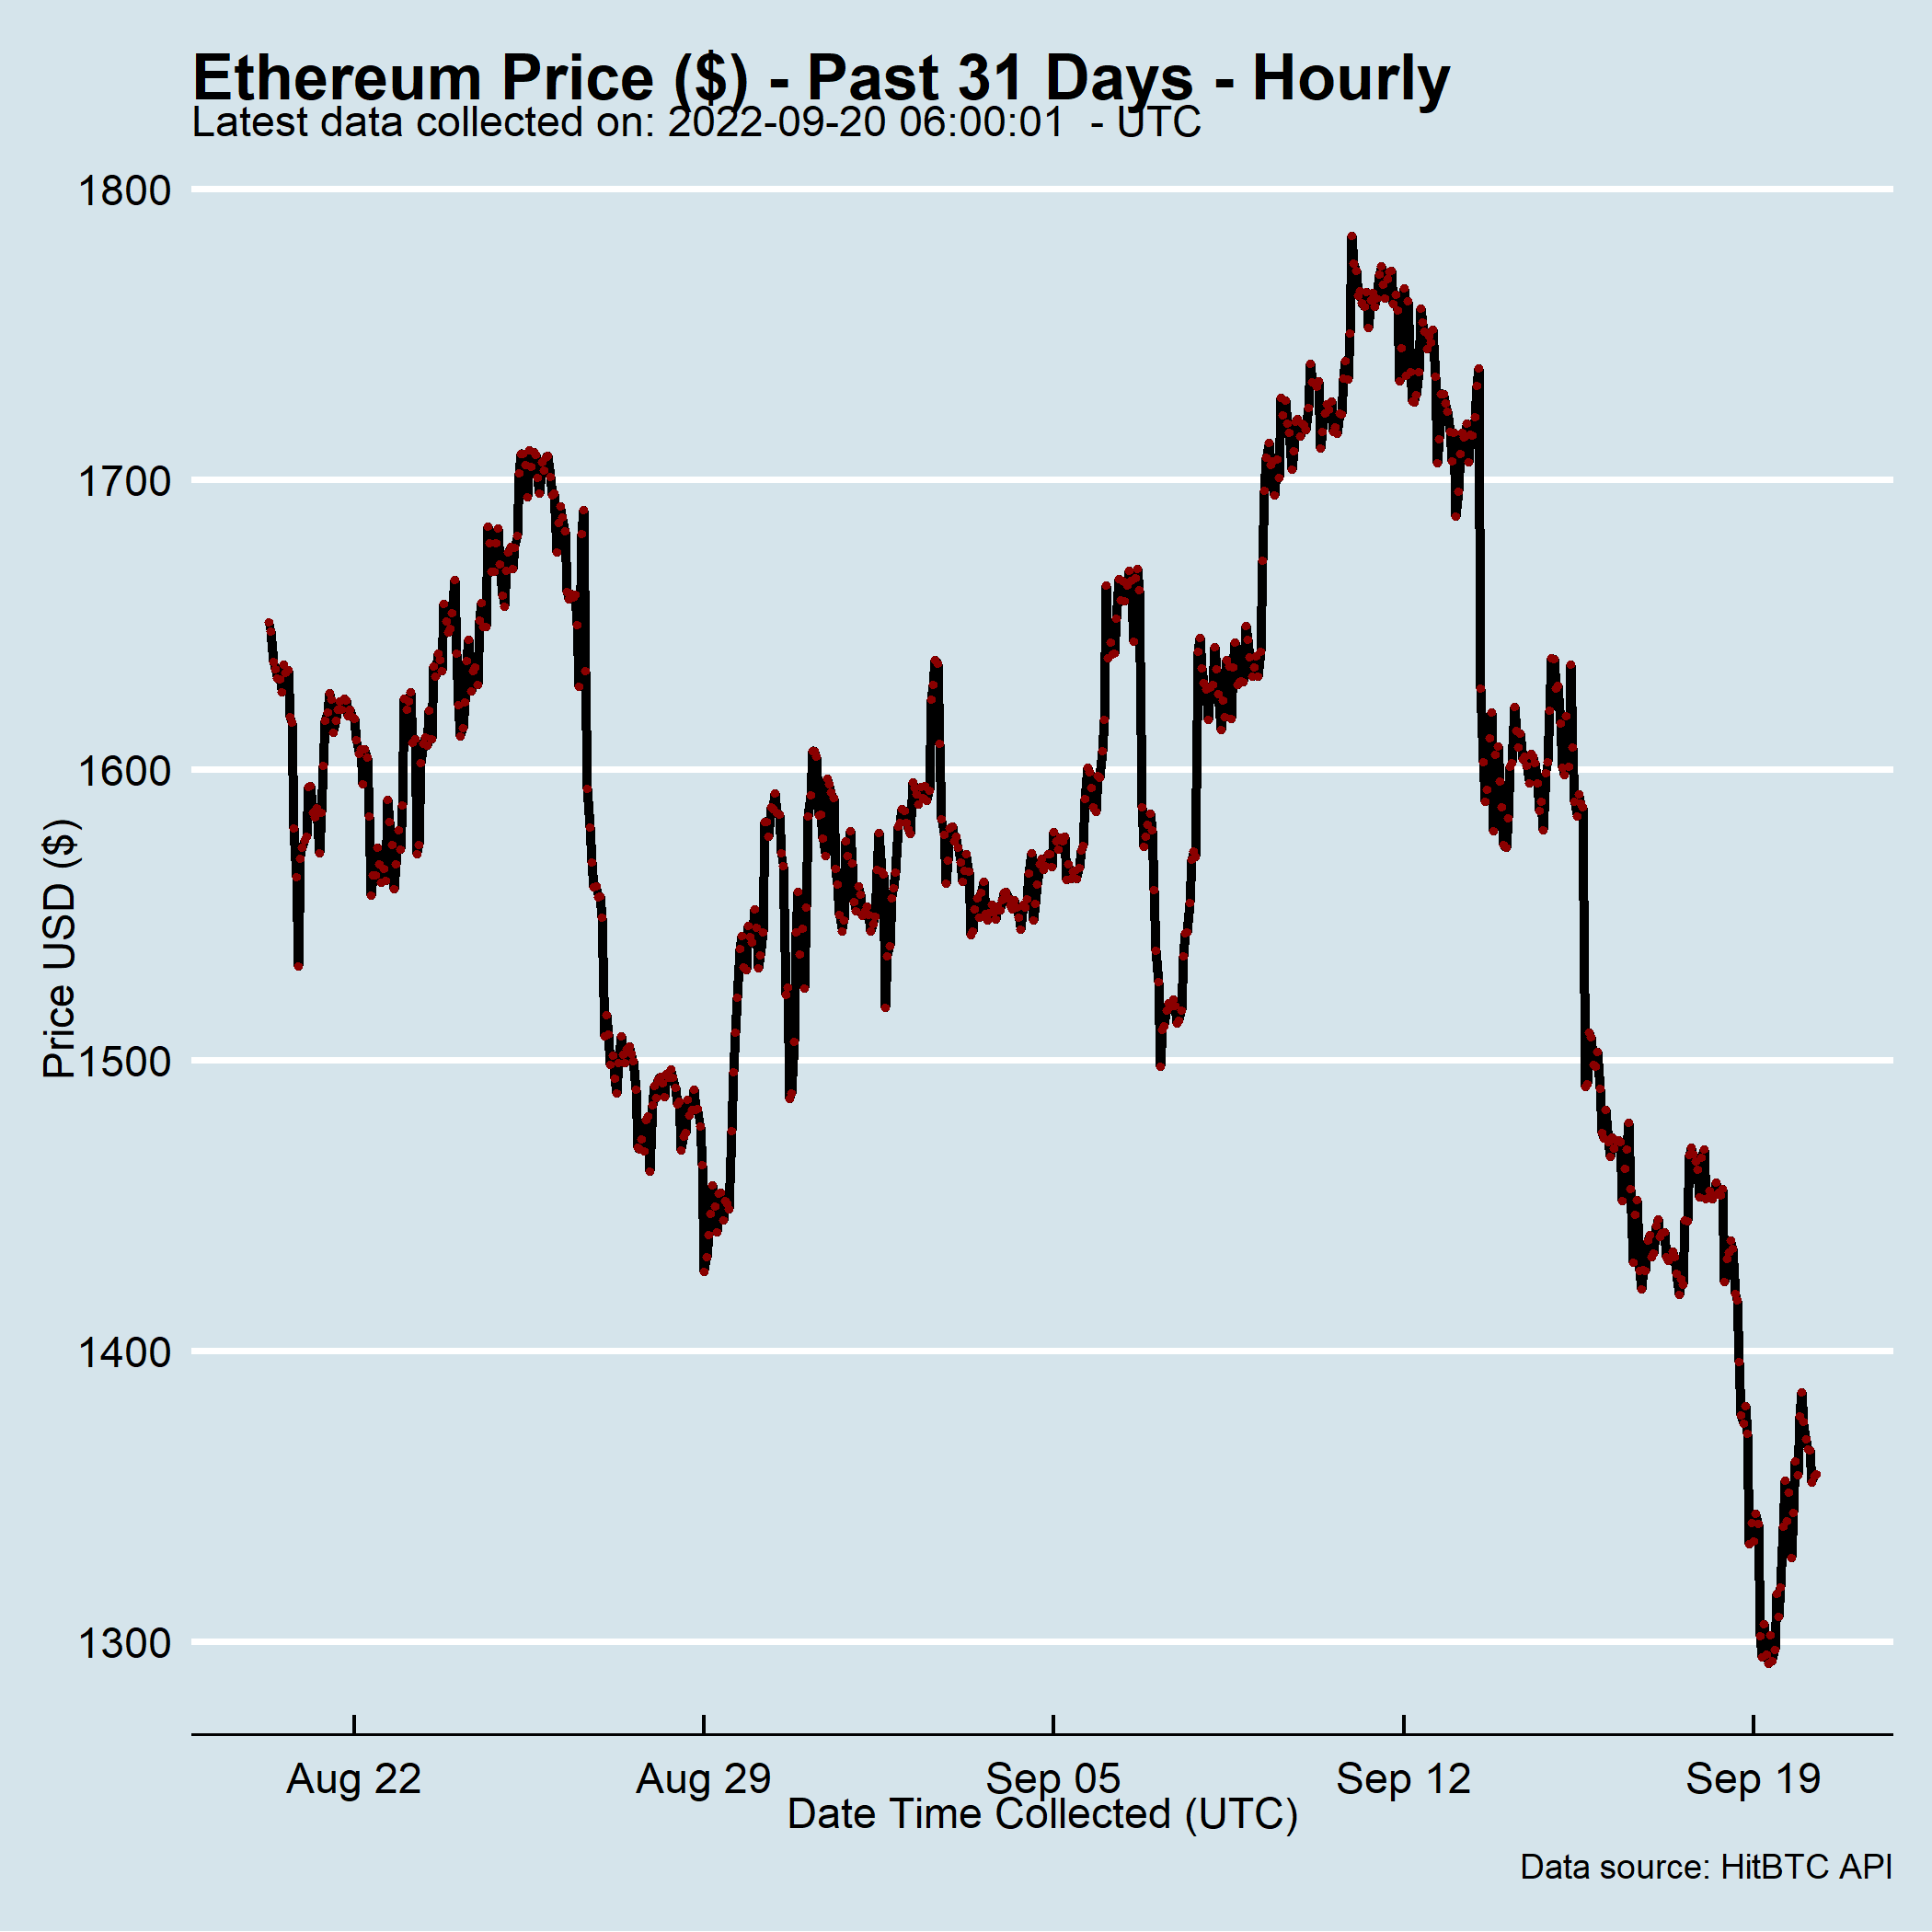 Ethereum Price ($) - Past 31 Days - Hourly
Latest data collected on: 2022-09-20 06:00:01  - UTC
Price USD ($)
1800
1700
1600
1500
1400
1300
Aug 22
Aug 29
Sep 05
Sep 12
Sep 19
Date Time Collected (UTC)
Data source: HitBTC API